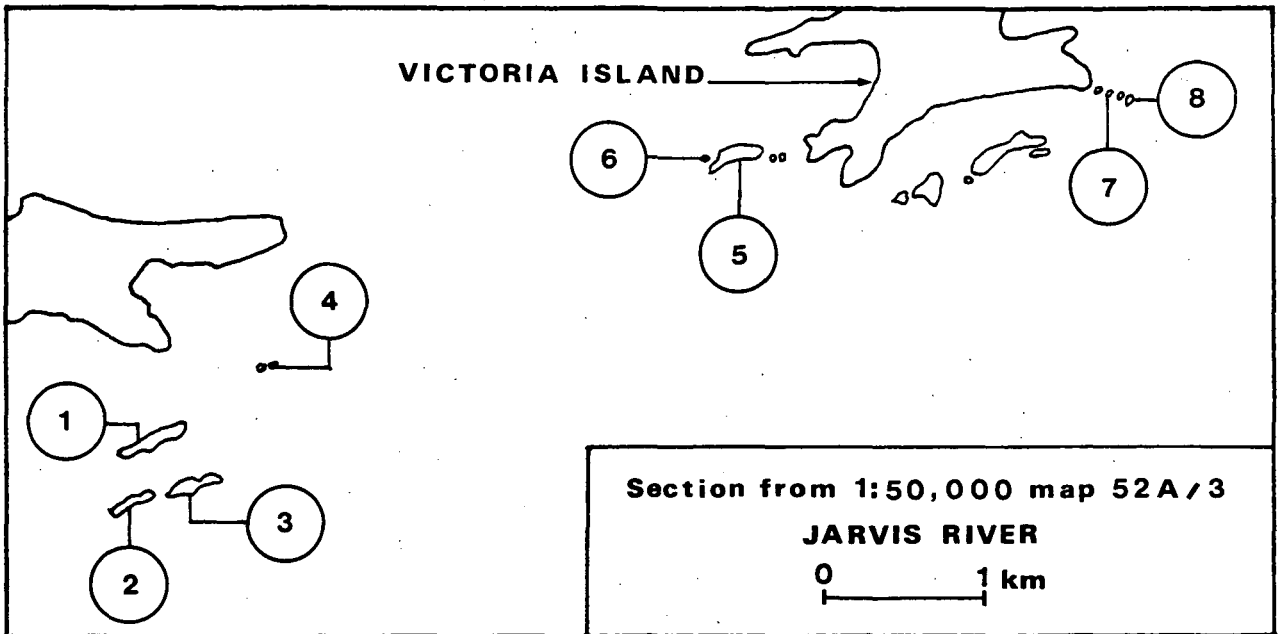 VICTORIA ISLAND
8
6
7
5
4
1
3
2
Section from 1:50,000 map 52A/3
JARVIS RIVER
0 1 km